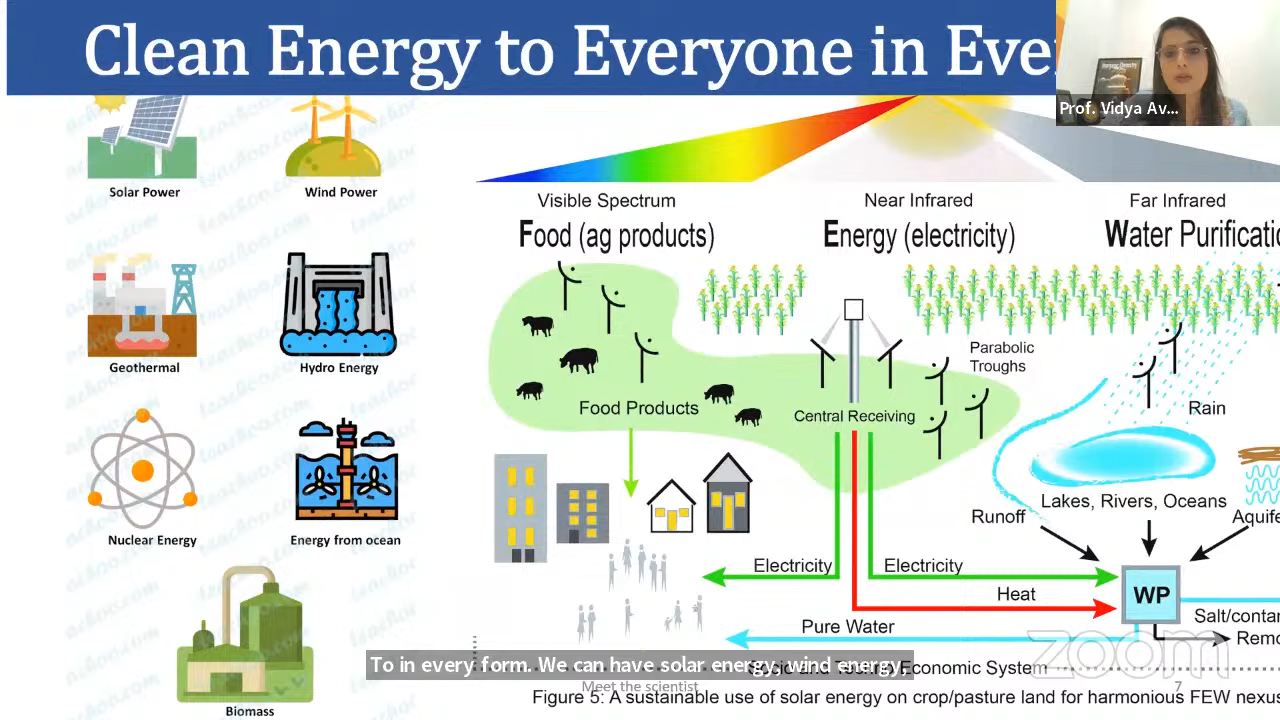 Clean Energy to Everyone in Eve
Prof. Vidya Av...
Solar Power
Wind Power
Geothermal
Hydro Energy
Nuclear Energy
Energy from ocean
Biomass
Visible Spectrum
Near Infrared
Far Infrared
Food (ag products)
Energy (electricity)
Water Purificatio
Parabolic
Troughs
Food Products
Central Receiving
Rain
Lakes, Rivers, Oceans
Runoff
Aquife
Electricity
Electricity
Heat
WP
Pure Water
Salt/contar
Remo
zoom
To in every form. We can have solar energy, wind energy,
Economic System
Meet the scientist
7
Figure 5: A sustainable use of solar energy on crop/pasture land for harmonious FEW nexus